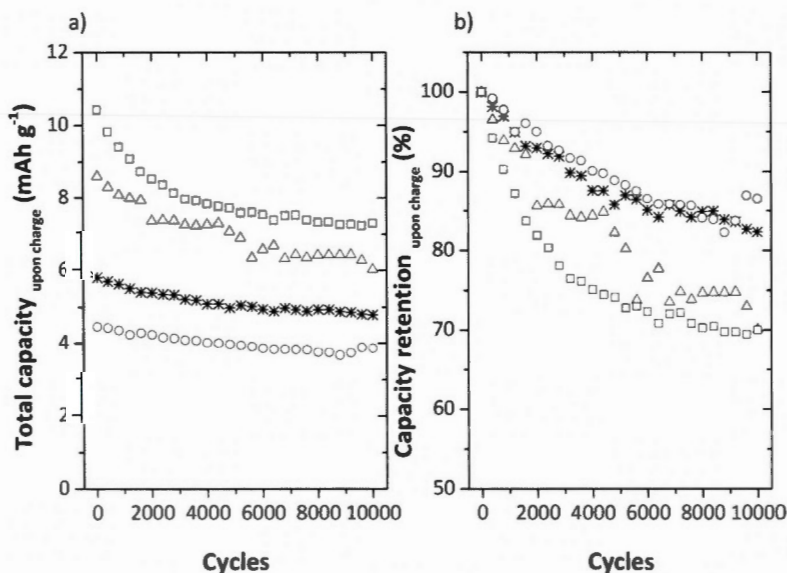 a)
12
10
8
6
4
2
0
0 2000 4000 6000 8000 10000
Cycles
Total capacity upon charge (mAh g⁻¹)
b)
100
90
80
70
60
50
0 2000 4000 6000 8000 10000
Cycles
Capacity retention upon charge (%)